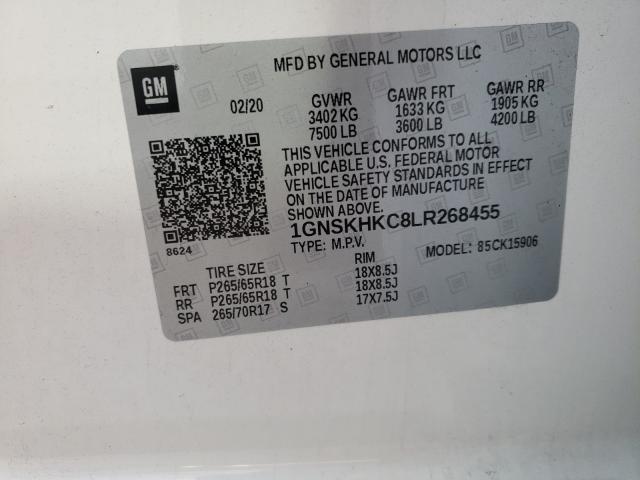 MFD BY GENERAL MOTORS LLC
GM
02/20 GVWR GAWR FRT GAWR RR
3402 KG 1633 KG 1905 KG
7500 LB 3600 LB 4200 LB
THIS VEHICLE CONFORMS TO ALL
APPLICABLE U.S. FEDERAL MOTOR
VEHICLE SAFETY STANDARDS IN EFFECT
ON THE DATE OF MANUFACTURE
SHOWN ABOVE.
1GNSKHKC8LR268455
8624
TYPE: M.P.V. MODEL: 85CK15906
TIRE SIZE RIM
FRT P265/65R18 T 18X8.5J
RR P265/65R18 T 18X8.5J
SPA 265/70R17 S 17X7.5J